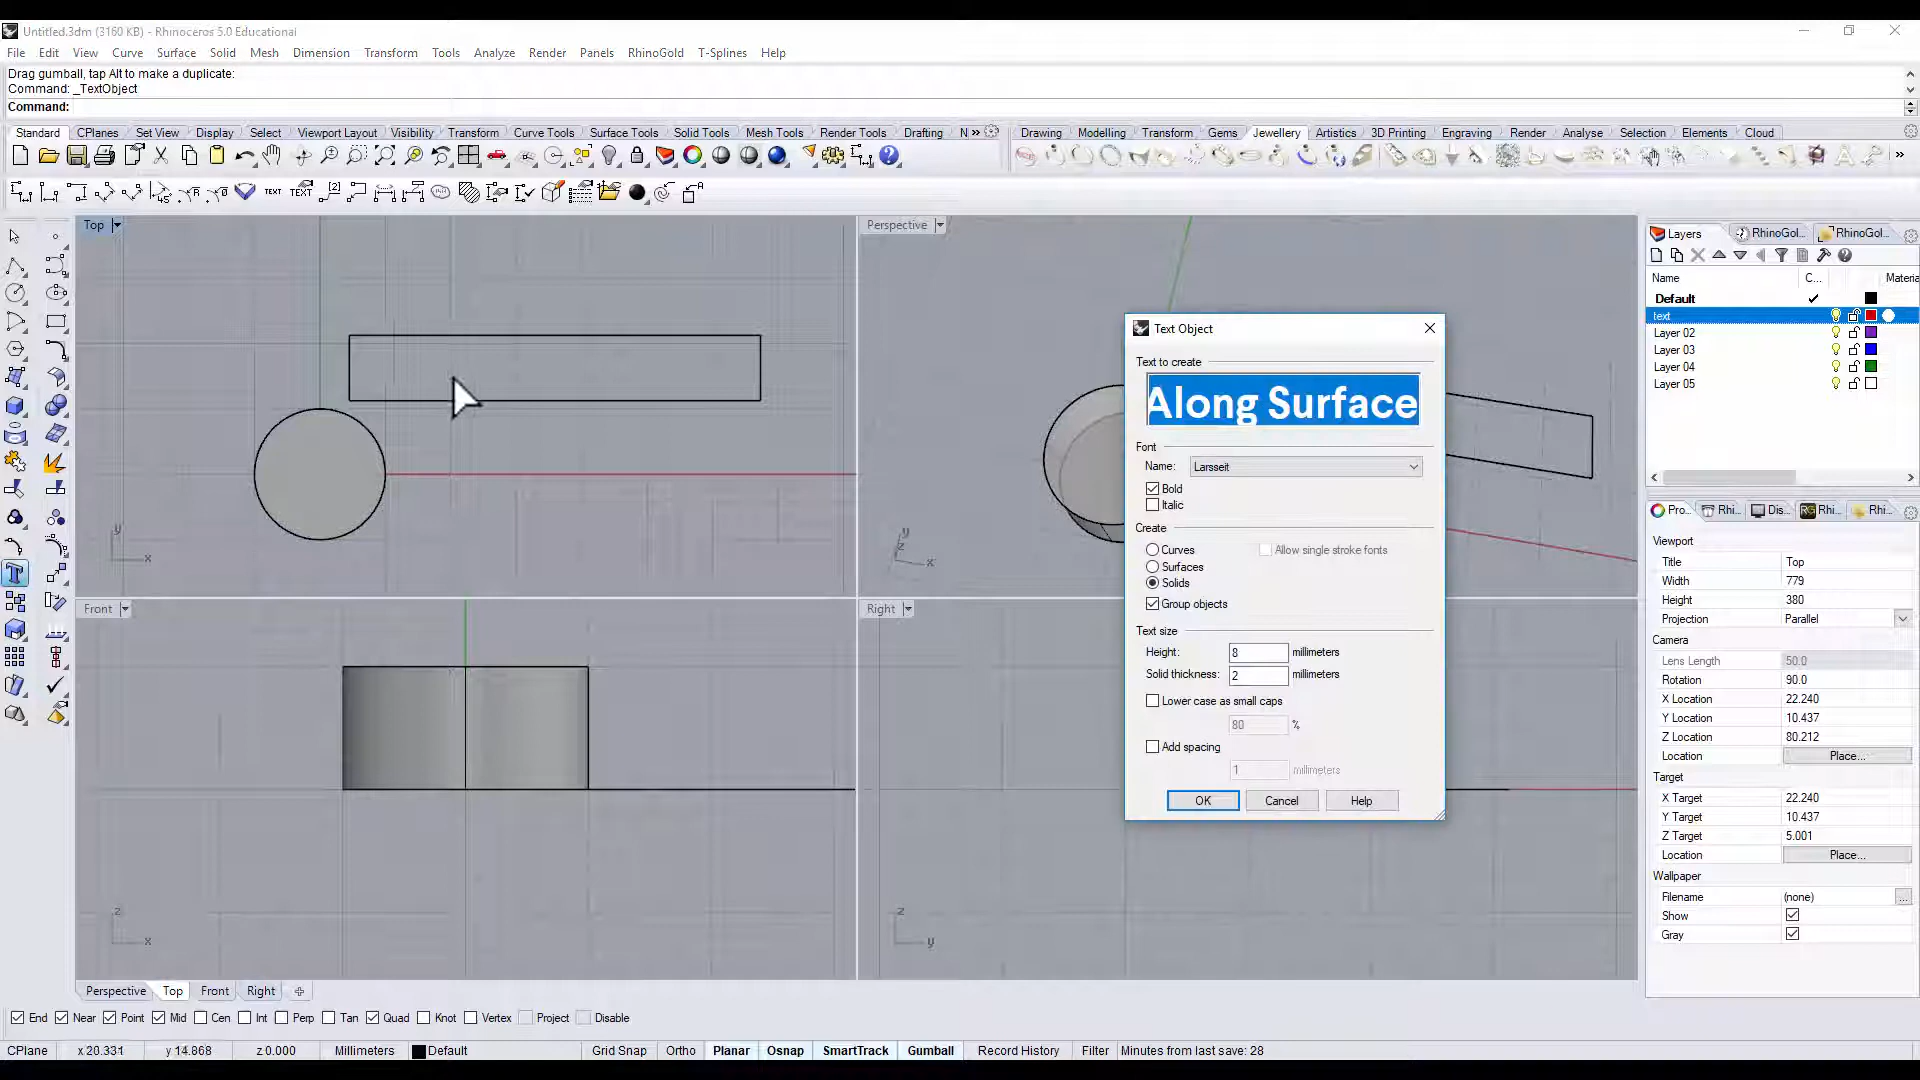 Untitled.3dm (3160 KB) - Rhinoceros 5.0 Educational
File Edit View Curve Surface Solid Mesh Dimension Transform Tools Analyze Render Panels RhinoGold T-Splines Help
Drag gumball, tap Alt to make a duplicate:
Command: _TextObject
Command:
Standard CPlanes Set View Display Select Viewport Layout Visibility Transform Curve Tools Surface Tools Solid Tools Mesh Tools Render Tools Drafting N »
Drawing Modelling Transform Gems Jewellery Artistics 3D Printing Engraving Render Analyse Selection Elements Cloud
TEXT TEXT
Top
Perspective
Front
Right
y
x
y
z
x
z
x
z
y
Text Object
Text to create
Along Surface
Font
Name: Larsseit
Bold
Italic
Create
Curves Allow single stroke fonts
Surfaces
Solids
Group objects
Text size
Height: 8 millimeters
Solid thickness: 2 millimeters
Lower case as small caps
80 %
Add spacing
1 millimeters
OK Cancel Help
Layers RhinoGol... RhinoGol...
Name C... Materia
Default
text
Layer 02
Layer 03
Layer 04
Layer 05
Pro... Rhi... Dis... Rhi... Rhi...
Viewport
Title Top
Width 779
Height 380
Projection Parallel
Camera
Lens Length 50.0
Rotation 90.0
X Location 22.240
Y Location 10.437
Z Location 80.212
Location Place...
Target
X Target 22.240
Y Target 10.437
Z Target 5.001
Location Place...
Wallpaper
Filename (none) ...
Show
Gray
Perspective Top Front Right
End Near Point Mid Cen Int Perp Tan Quad Knot Vertex Project Disable
CPlane x 20.331 y 14.868 z 0.000 Millimeters Default Grid Snap Ortho Planar Osnap SmartTrack Gumball Record History Filter Minutes from last save: 28